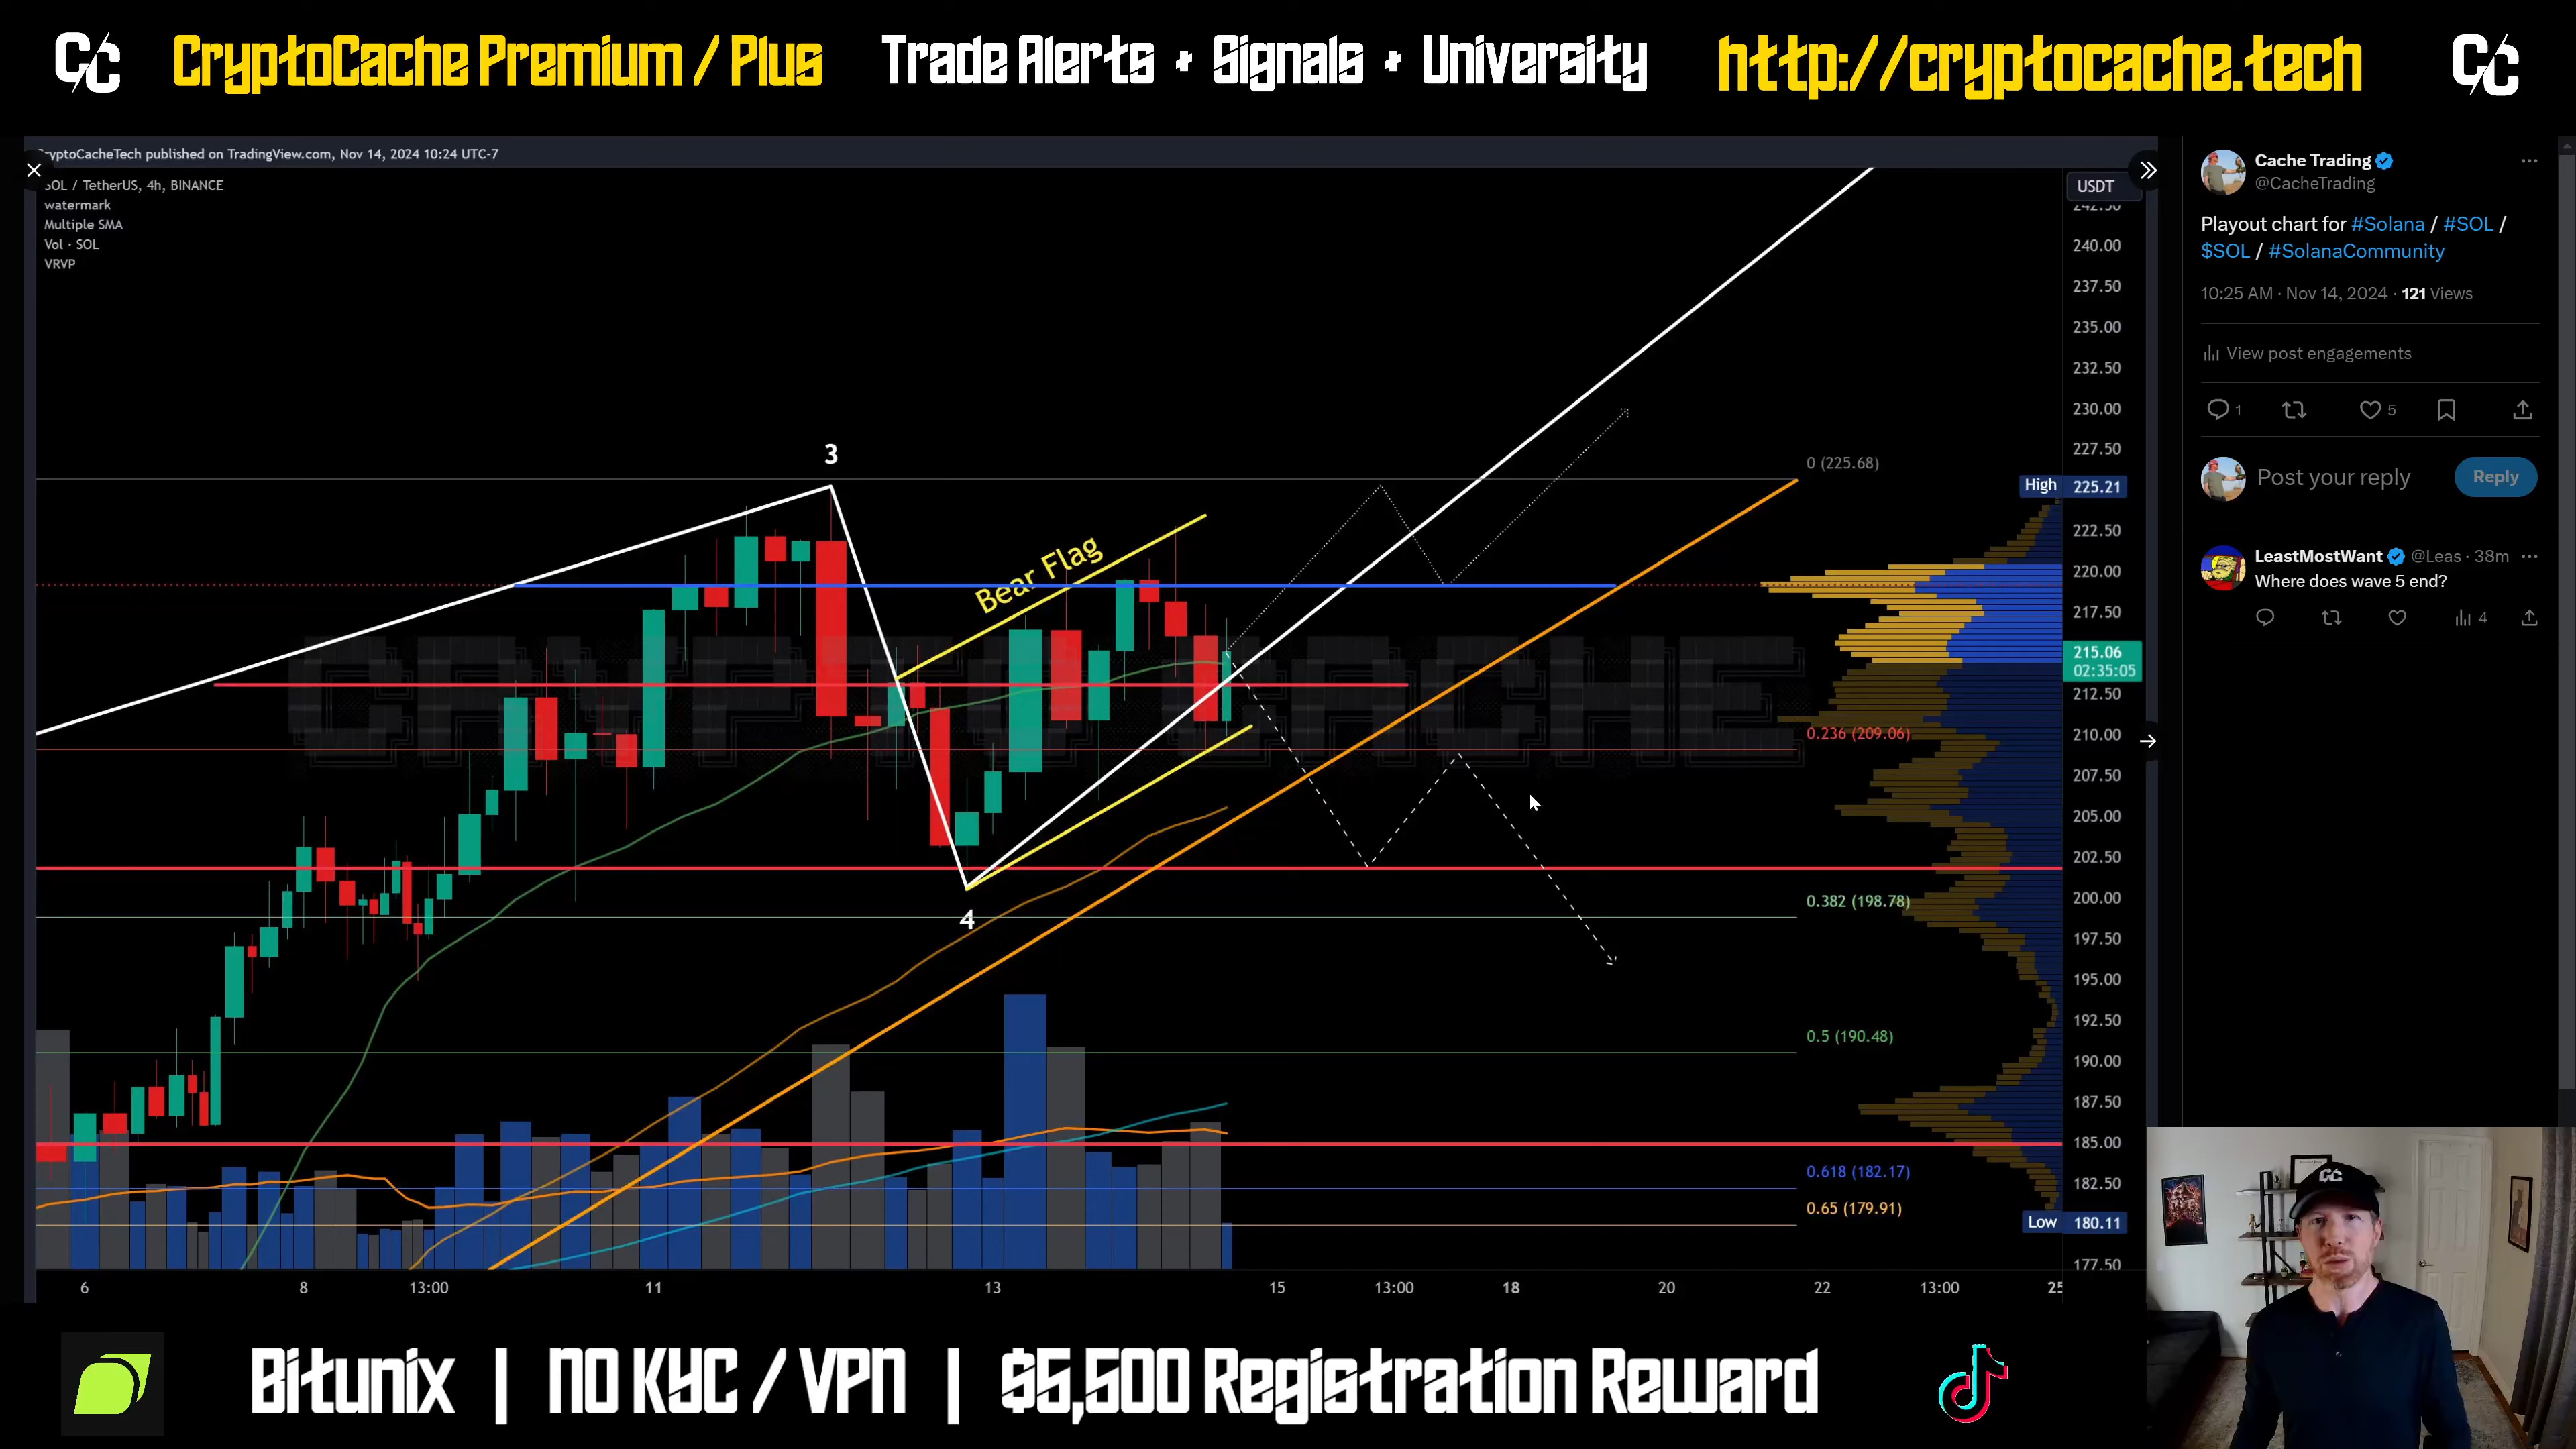 CC CryptoCache Premium / Plus Trade Alerts + Signals + University http://cryptocache.tech CC
CryptoCacheTech published on TradingView.com, Nov 14, 2024 10:24 UTC-7
SOL / TetherUS, 4h, BINANCE
watermark
Multiple SMA
Vol · SOL
VRVP
USDT
242.50
240.00
237.50
235.00
232.50
230.00
227.50
High 225.21
222.50
220.00
217.50
215.06
02:35:05
212.50
210.00
207.50
205.00
202.50
200.00
197.50
195.00
192.50
190.00
187.50
185.00
182.50
Low 180.11
177.50
3
Bear Flag
4
CRYPTOCACHE
0 (225.68)
0.236 (209.06)
0.382 (198.78)
0.5 (190.48)
0.618 (182.17)
0.65 (179.91)
6 8 13:00 11 13 15 13:00 18 20 22 13:00 25
Cache Trading
@CacheTrading
Playout chart for #Solana / #SOL /
$SOL / #SolanaCommunity
10:25 AM · Nov 14, 2024 · 121 Views
View post engagements
1 5
Post your reply Reply
LeastMostWant @Leas · 38m
Where does wave 5 end?
4
CC
Bitunix | NO KYC / VPN | $5,500 Registration Reward